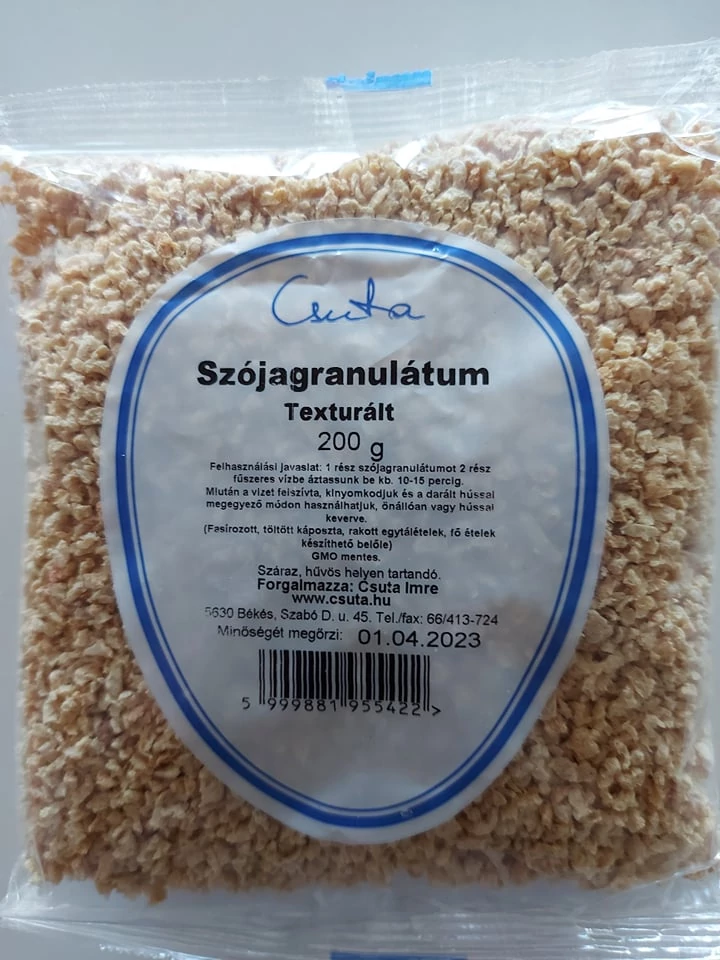 Csuta
Szójagranulátum
Texturált
200 g
Felhasználási javaslat: 1 rész szójagranulátumot 2 rész
fűszeres vízbe áztassunk be kb. 10-15 percig.
Miután a vizet felszívta, kinyomkodjuk és a darált hússal
megegyező módon használhatjuk, önállóan vagy hússal
keverve.
(Fasírozott, töltött káposzta, rakott egytálételek, fő ételek
készíthető belőle)
GMO mentes.
Száraz, hűvös helyen tartandó.
Forgalmazza: Csuta Imre
www.csuta.hu
5630 Békés, Szabó D. u. 45. Tel./fax: 66/413-724
Minőségét megőrzi: 01.04.2023
5 999881 955422 >